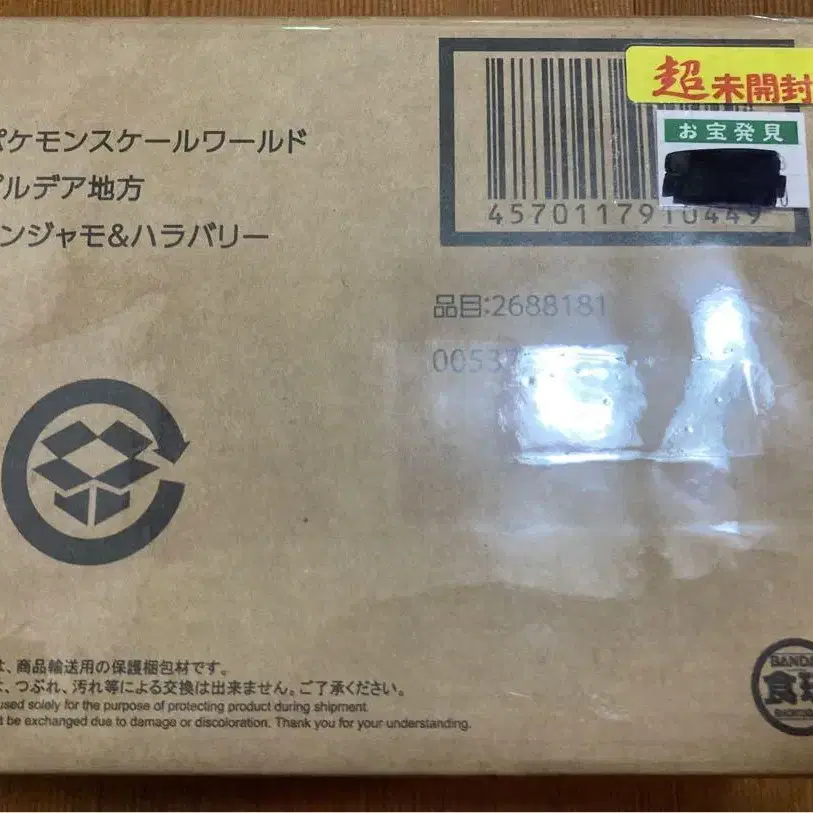 ポケモンスケールワールド
パルデア地方
ンジャモ&ハラバリー
超未開封
お宝発見
4570117910449
品目:2688181
0053
は、商品輸送用の保護梱包材です。
、つぶれ、汚れ等による交換は出来ません。ご了承ください。
used solely for the purpose of protecting product during shipment.
be exchanged due to damage or discoloration. Thank you for your understanding.
BANDA
食玩